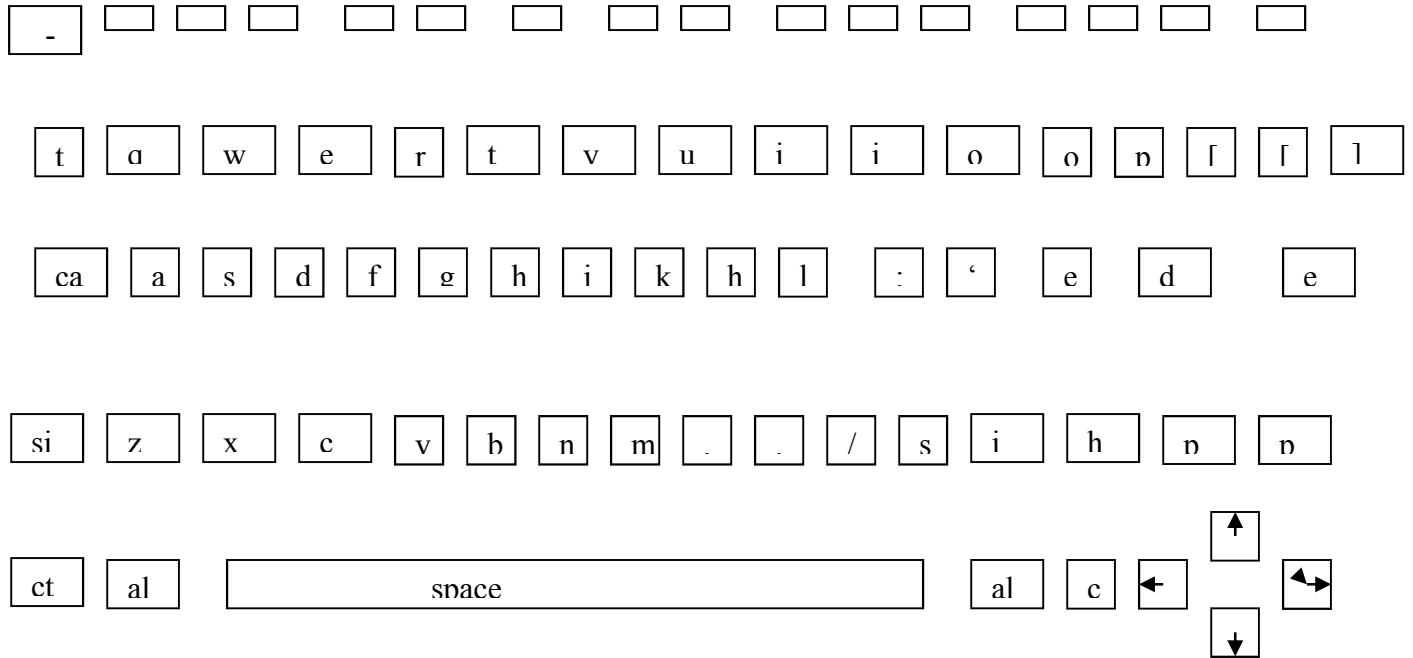 -
t q w e r t y u i j o o p [ [ ]
ca a s d f g h j k h l ; ‘ e d e
si z x c v b n m . . / s i h p p
ct al space al c